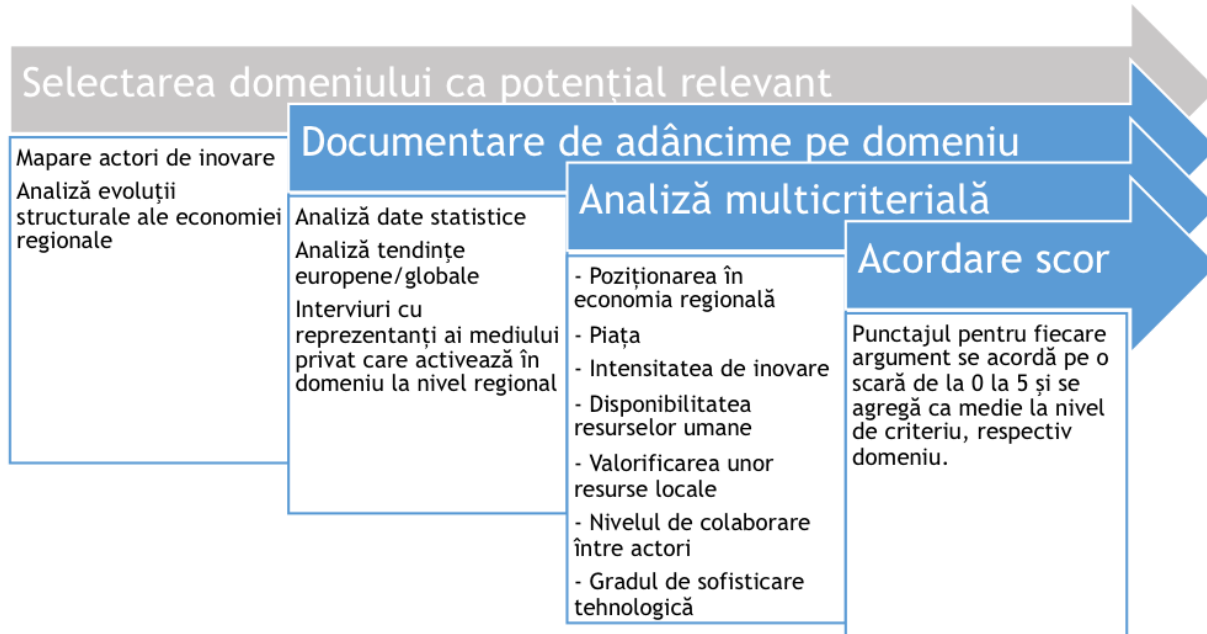 Selectarea domeniului ca potențial relevant
Mapare actori de inovare
Analiză evoluții
structurale ale economiei
regionale
Documentare de adâncime pe domeniu
Analiză date statistice
Analiză tendințe
europene/globale
Interviuri cu
reprezentanți ai mediului
privat care activează în
domeniu la nivel regional
Analiză multicriterială
- Poziționarea în
economia regională
- Piața
- Intensitatea de inovare
- Disponibilitatea
resurselor umane
- Valorificarea unor
resurse locale
- Nivelul de colaborare
între actori
- Gradul de sofisticare
tehnologică
Acordare scor
Punctajul pentru fiecare
argument se acordă pe o
scară de la 0 la 5 și se
agregă ca medie la nivel
de criteriu, respectiv
domeniu.